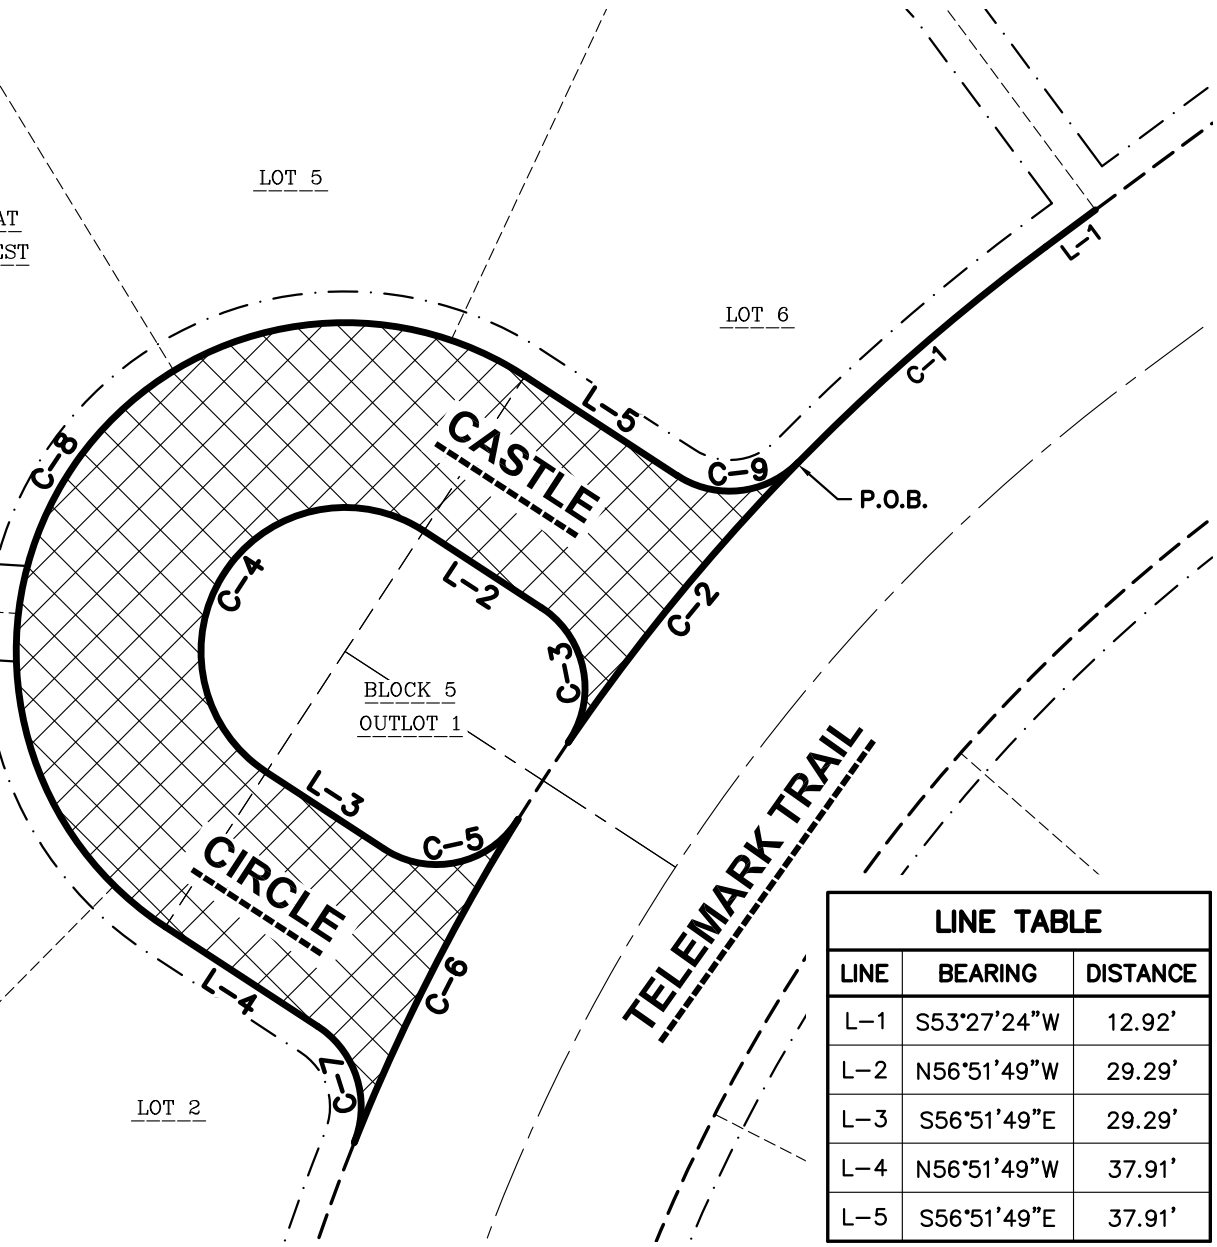 LOT 5
AT
EST
LOT 6
L-1
C-1
L-5
C-9
CASTLE
P.O.B.
C-8
C-4
L-2
C-2
C-3
BLOCK 5
OUTLOT 1
L-3
C-5
CIRCLE
TELEMARK TRAIL
C-6
L-4
C-7
LOT 2
LINE TABLE
LINE BEARING DISTANCE
L-1 S53°27'24"W 12.92'
L-2 N56°51'49"W 29.29'
L-3 S56°51'49"E 29.29'
L-4 N56°51'49"W 37.91'
L-5 S56°51'49"E 37.91'